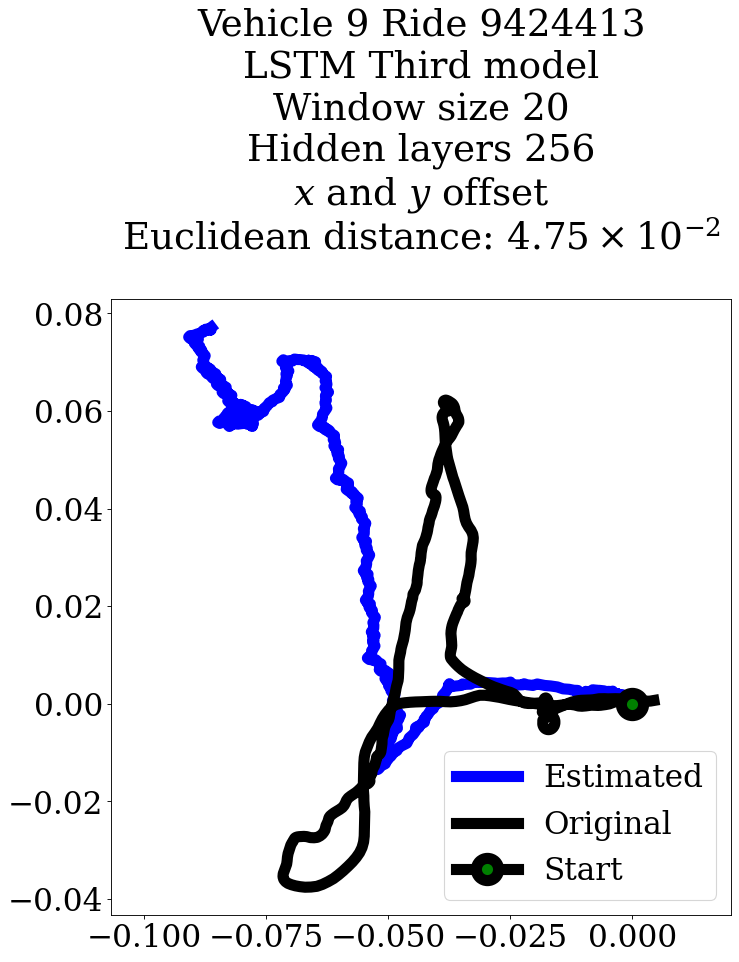 Vehicle 9 Ride 9424413
LSTM Third model
Window size 20
Hidden layers 256
x and y offset
Euclidean distance: 4.75 × 10⁻²
0.08
0.06
0.04
0.02
0.00
−0.02
−0.04
Estimated
Original
Start
−0.100 −0.075 −0.050 −0.025 0.000